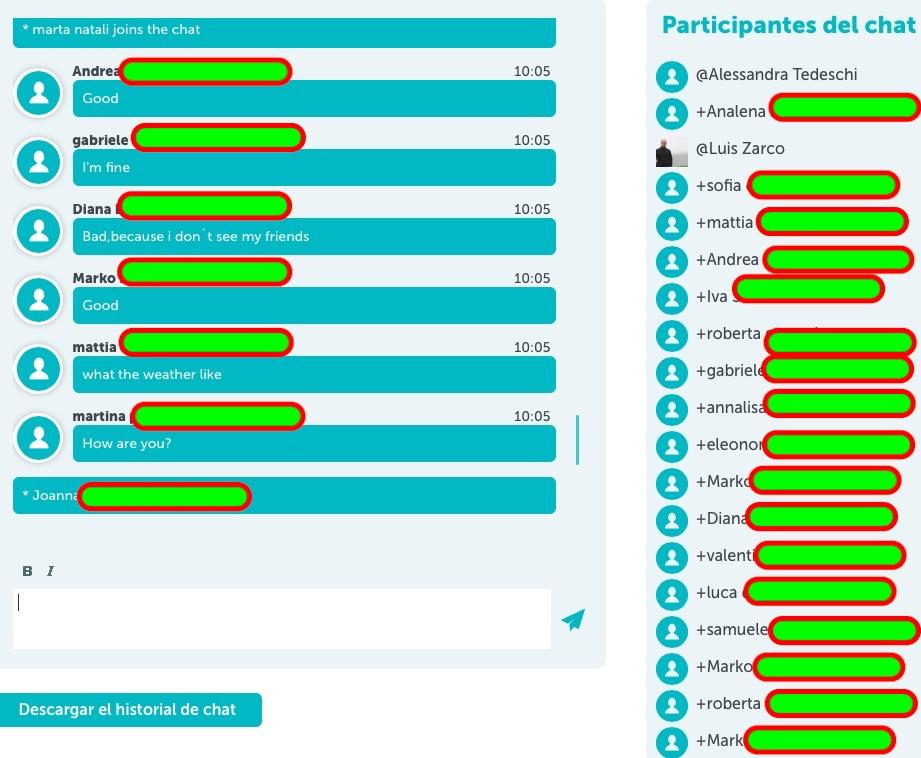 * marta natali joins the chat
Andrea 10:05
Good
gabriele 10:05
I'm fine
Diana 10:05
Bad,because i don´t see my friends
Marko 10:05
Good
mattia 10:05
what the weather like
martina 10:05
How are you?
* Joanna
B I
Descargar el historial de chat
Participantes del chat
@Alessandra Tedeschi
+Analena
@Luis Zarco
+sofia
+mattia
+Andrea
+Iva S
+roberta
+gabriele
+annalisa
+eleonor
+Marko
+Diana
+valenti
+luca
+samuele
+Marko
+roberta
+Mark